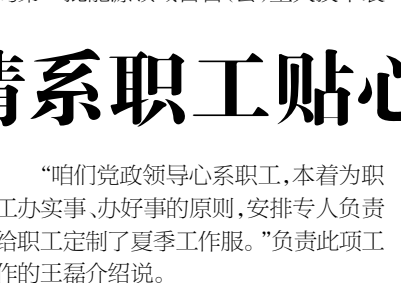 情系职工贴心
“咱们党政领导心系职工,本着为职
工办实事、办好事的原则,安排专人负责
给职工定制了夏季工作服。”负责此项工
作的王磊介绍说。